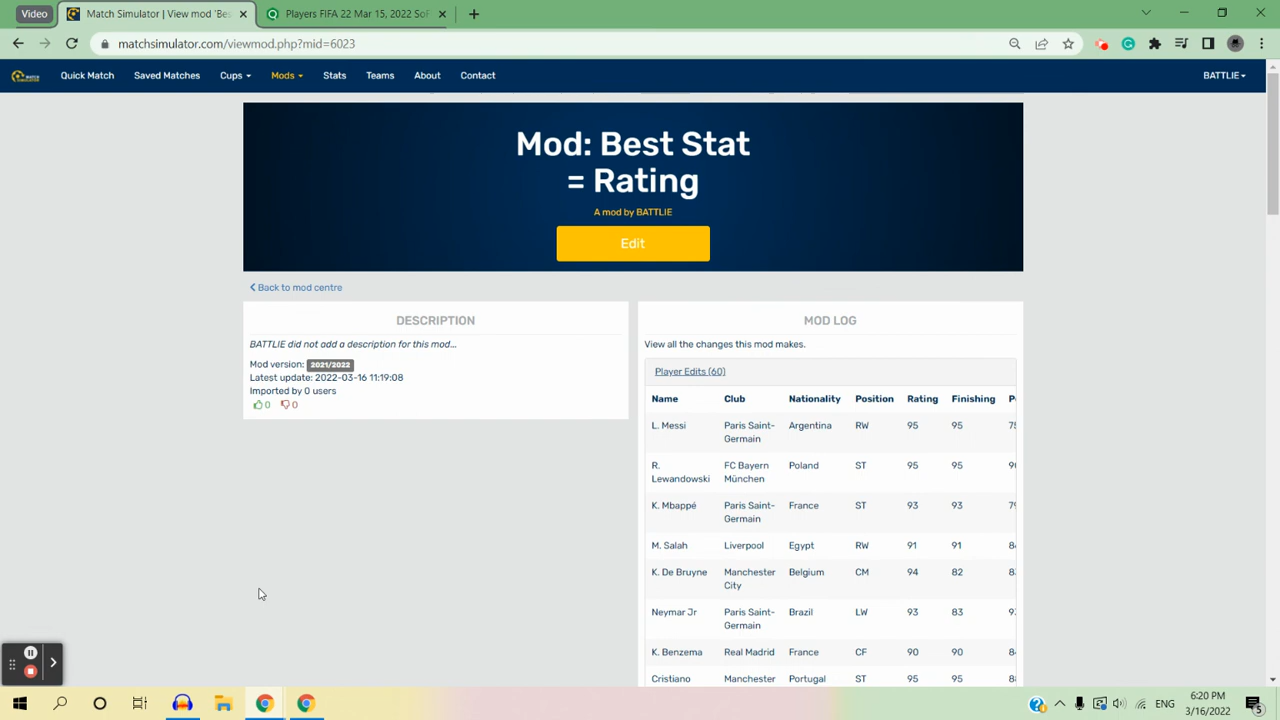 Video
Match Simulator | View mod 'Bes
Players FIFA 22 Mar 15, 2022 SoF
matchsimulator.com/viewmod.php?mid=6023
MATCH SIMULATOR Quick Match Saved Matches Cups Mods Stats Teams About Contact BATTLIE
Mod: Best Stat
= Rating
A mod by BATTLIE
Edit
Back to mod centre
DESCRIPTION
BATTLIE did not add a description for this mod...
Mod version: 2021/2022
Latest update: 2022-03-16 11:19:08
Imported by 0 users
0 0
MOD LOG
View all the changes this mod makes.
Player Edits (60)
Name Club Nationality Position Rating Finishing
L. Messi Paris Saint-Germain Argentina RW 95 95
R. Lewandowski FC Bayern München Poland ST 95 95
K. Mbappé Paris Saint-Germain France ST 93 93
M. Salah Liverpool Egypt RW 91 91
K. De Bruyne Manchester City Belgium CM 94 82
Neymar Jr Paris Saint-Germain Brazil LW 93 83
K. Benzema Real Madrid France CF 90 90
Cristiano Manchester Portugal ST 95 95
ENG
6:20 PM
3/16/2022
5